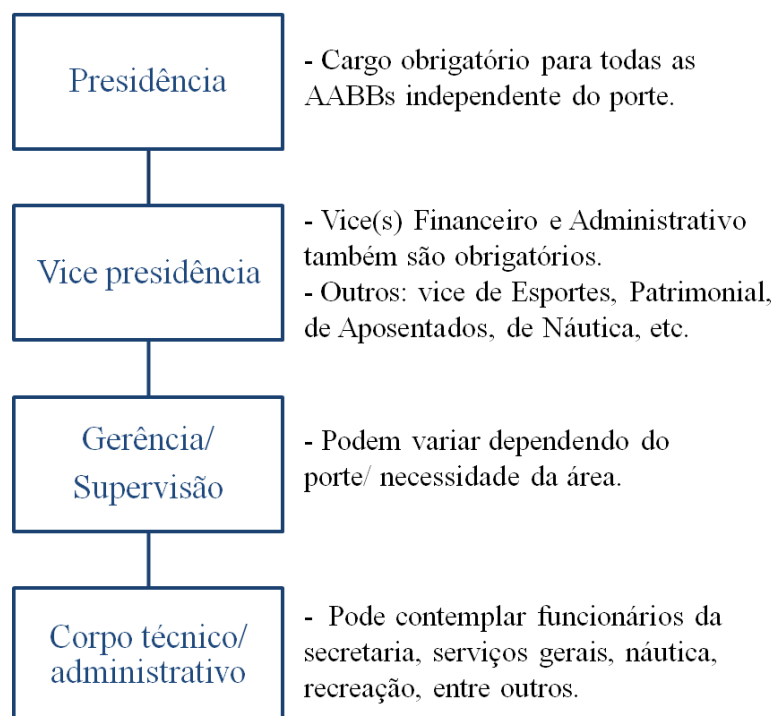 Presidência
- Cargo obrigatório para todas as
AABBs independente do porte.
Vice presidência
- Vice(s) Financeiro e Administrativo
também são obrigatórios.
- Outros: vice de Esportes, Patrimonial,
de Aposentados, de Náutica, etc.
Gerência/
Supervisão
- Podem variar dependendo do
porte/ necessidade da área.
Corpo técnico/
administrativo
- Pode contemplar funcionários da
secretaria, serviços gerais, náutica,
recreação, entre outros.